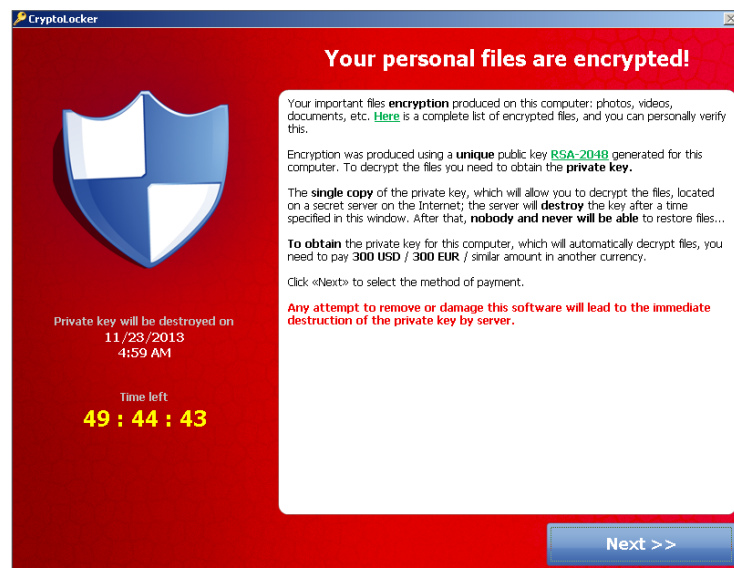 CryptoLocker
Your personal files are encrypted!
Your important files encryption produced on this computer: photos, videos,
documents, etc. Here is a complete list of encrypted files, and you can personally verify
this.
Encryption was produced using a unique public key RSA-2048 generated for this
computer. To decrypt the files you need to obtain the private key.
The single copy of the private key, which will allow you to decrypt the files, located
on a secret server on the Internet; the server will destroy the key after a time
specified in this window. After that, nobody and never will be able to restore files...
To obtain the private key for this computer, which will automatically decrypt files, you
need to pay 300 USD / 300 EUR / similar amount in another currency.
Click «Next» to select the method of payment.
Any attempt to remove or damage this software will lead to the immediate
destruction of the private key by server.
Private key will be destroyed on
11/23/2013
4:59 AM
Time left
49 : 44 : 43
Next >>